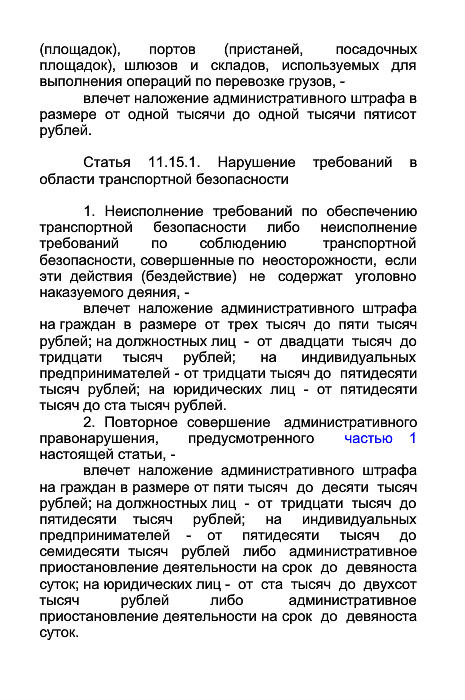 (площадок), портов (пристаней, посадочных
площадок), шлюзов и складов, используемых для
выполнения операций по перевозке грузов, -
влечет наложение административного штрафа в
размере от одной тысячи до одной тысячи пятисот
рублей.
Статья 11.15.1. Нарушение требований в
области транспортной безопасности
1. Неисполнение требований по обеспечению
транспортной безопасности либо неисполнение
требований по соблюдению транспортной
безопасности, совершенные по неосторожности, если
эти действия (бездействие) не содержат уголовно
наказуемого деяния, -
влечет наложение административного штрафа
на граждан в размере от трех тысяч до пяти тысяч
рублей; на должностных лиц - от двадцати тысяч до
тридцати тысяч рублей; на индивидуальных
предпринимателей - от тридцати тысяч до пятидесяти
тысяч рублей; на юридических лиц - от пятидесяти
тысяч до ста тысяч рублей.
2. Повторное совершение административного
правонарушения, предусмотренного частью 1
настоящей статьи, -
влечет наложение административного штрафа
на граждан в размере от пяти тысяч до десяти тысяч
рублей; на должностных лиц - от тридцати тысяч до
пятидесяти тысяч рублей; на индивидуальных
предпринимателей - от пятидесяти тысяч до
семидесяти тысяч рублей либо административное
приостановление деятельности на срок до девяноста
суток; на юридических лиц - от ста тысяч до двухсот
тысяч рублей либо административное
приостановление деятельности на срок до девяноста
суток.